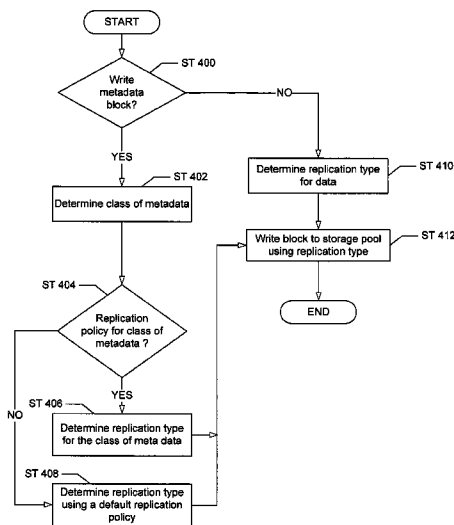 START
ST 400
Write
metadata
block?
NO
YES
ST 402
Determine class of metadata
ST 410
Determine replication type
for data
ST 412
Write block to storage pool
using replication type
END
ST 404
Replication
policy for class of
metadata ?
YES
NO
ST 406
Determine replication type
for the class of meta data
ST 408
Determine replication type
using a default replication
policy